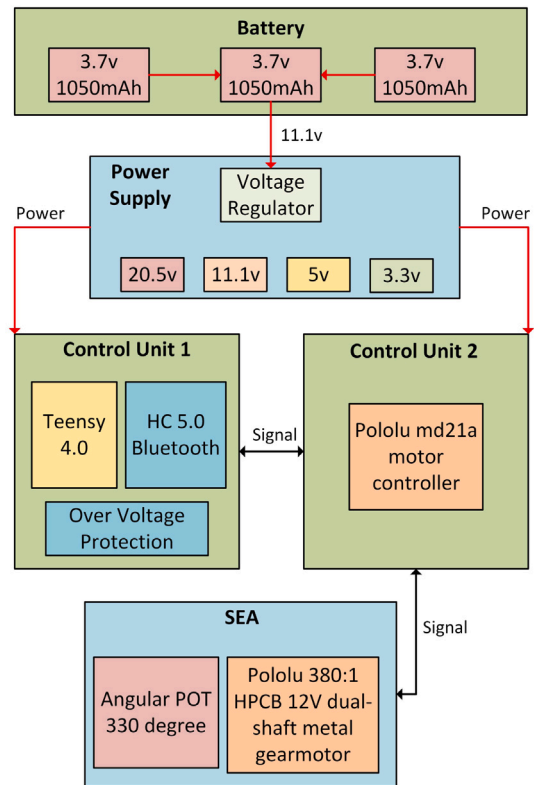 Battery
3.7v
1050mAh
3.7v
1050mAh
3.7v
1050mAh
11.1v
Power
Supply
Voltage
Regulator
Power
Power
20.5v
11.1v
5v
3.3v
Control Unit 1
Teensy
4.0
HC 5.0
Bluetooth
Over Voltage
Protection
Signal
Control Unit 2
Pololu md21a
motor
controller
Signal
SEA
Angular POT
330 degree
Pololu 380:1
HPCB 12V dual-
shaft metal
gearmotor